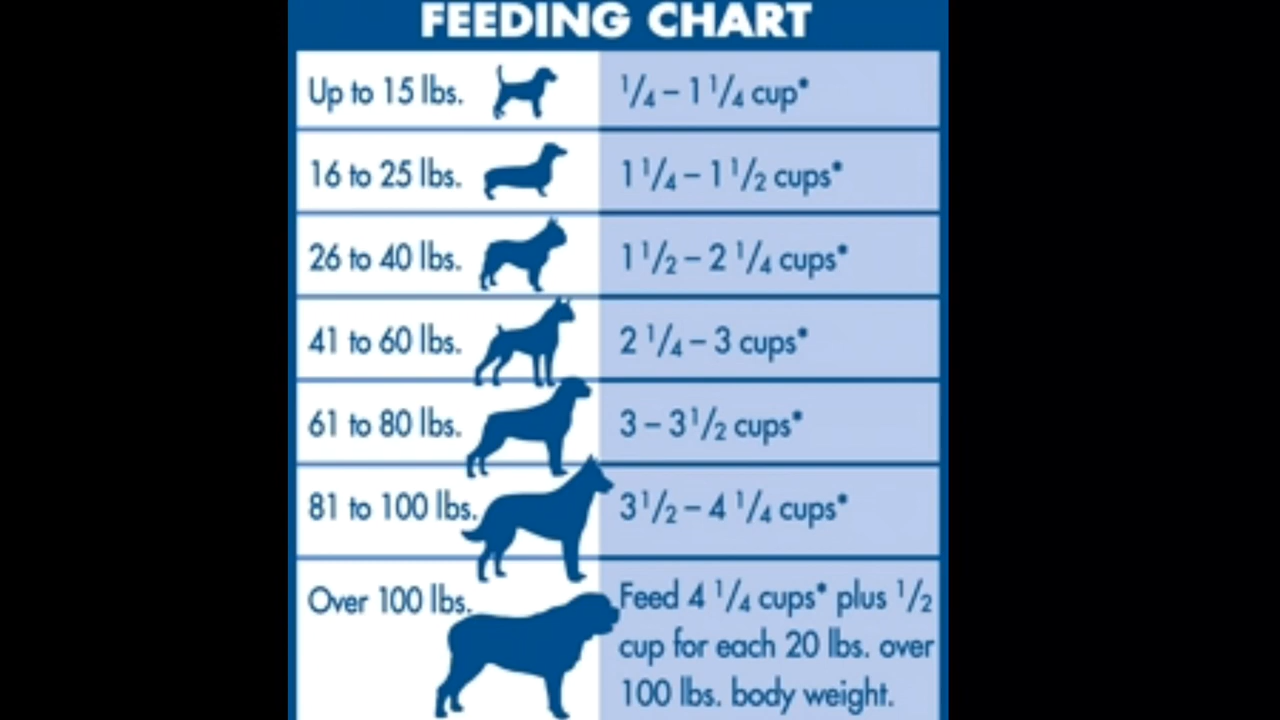 FEEDING CHART
Up to 15 lbs. 1/4 – 1 1/4 cup*
16 to 25 lbs. 1 1/4 – 1 1/2 cups*
26 to 40 lbs. 1 1/2 – 2 1/4 cups*
41 to 60 lbs. 2 1/4 – 3 cups*
61 to 80 lbs. 3 – 3 1/2 cups*
81 to 100 lbs. 3 1/2 – 4 1/4 cups*
Over 100 lbs. Feed 4 1/4 cups* plus 1/2
cup for each 20 lbs. over
100 lbs. body weight.